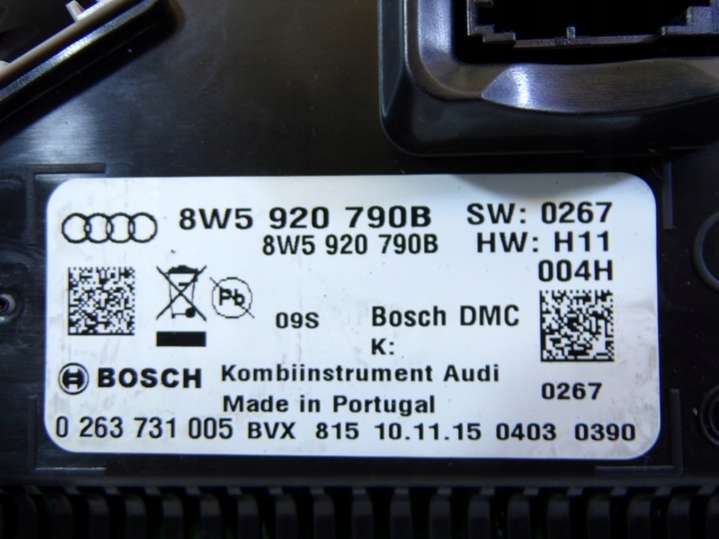 8W5 920 790B SW: 0267
8W5 920 790B HW: H11
004H
Pb
09S Bosch DMC
K:
BOSCH Kombiinstrument Audi
0267
Made in Portugal
0 263 731 005 BVX 815 10.11.15 0403 0390